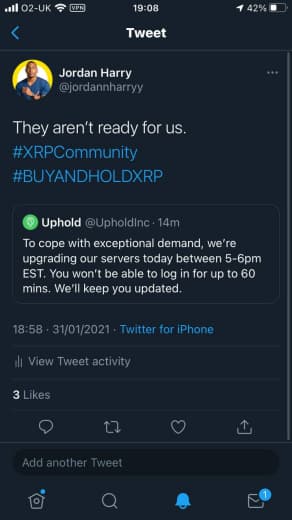 O2-UK VPN 19:08 42%
Tweet
Jordan Harry
@jordannharryy
They aren't ready for us.
#XRPCommunity
#BUYANDHOLDXRP
Uphold @UpholdInc · 14m
To cope with exceptional demand, we're
upgrading our servers today between 5-6pm
EST. You won't be able to log in for up to 60
mins. We'll keep you updated.
18:58 · 31/01/2021 · Twitter for iPhone
View Tweet activity
3 Likes
Add another Tweet
1